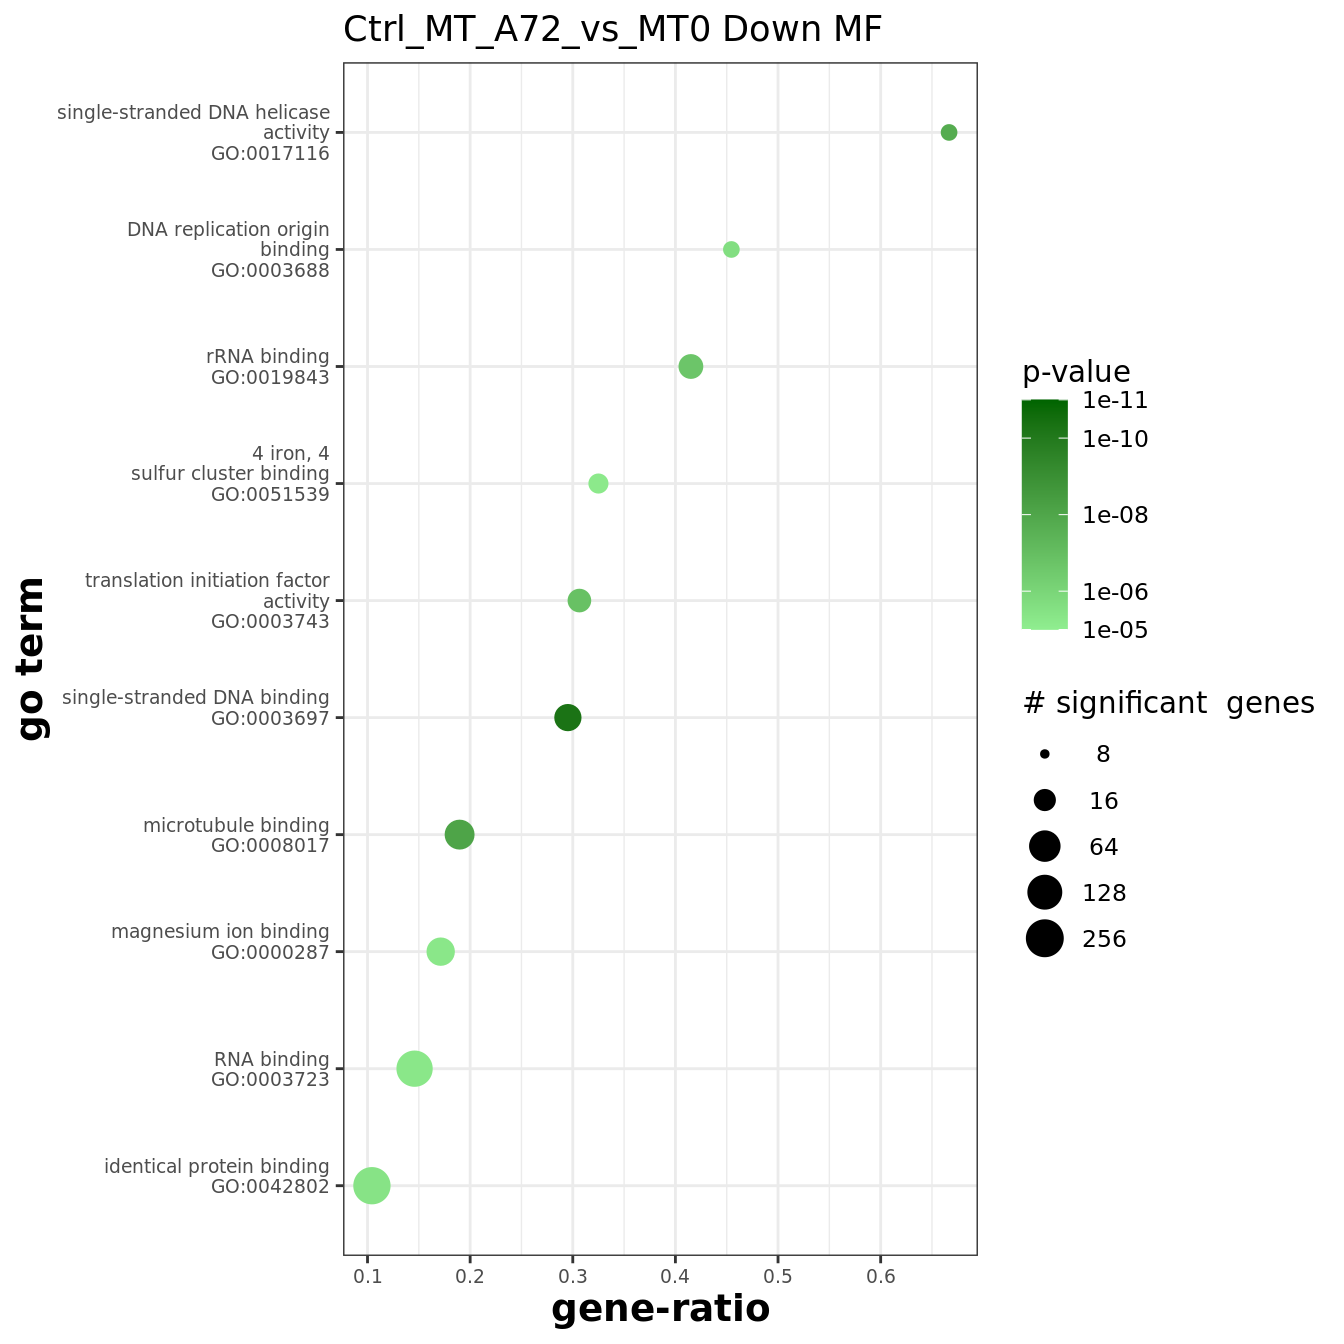 Ctrl_MT_A72_vs_MT0 Down MF
single-stranded DNA helicase
activity
GO:0017116
DNA replication origin
binding
GO:0003688
rRNA binding
GO:0019843
4 iron, 4
sulfur cluster binding
GO:0051539
translation initiation factor
activity
GO:0003743
single-stranded DNA binding
GO:0003697
microtubule binding
GO:0008017
magnesium ion binding
GO:0000287
RNA binding
GO:0003723
identical protein binding
GO:0042802
go term
0.1 0.2 0.3 0.4 0.5 0.6
gene-ratio
p-value
1e-11
1e-10
1e-08
1e-06
1e-05
# significant  genes
8
16
64
128
256